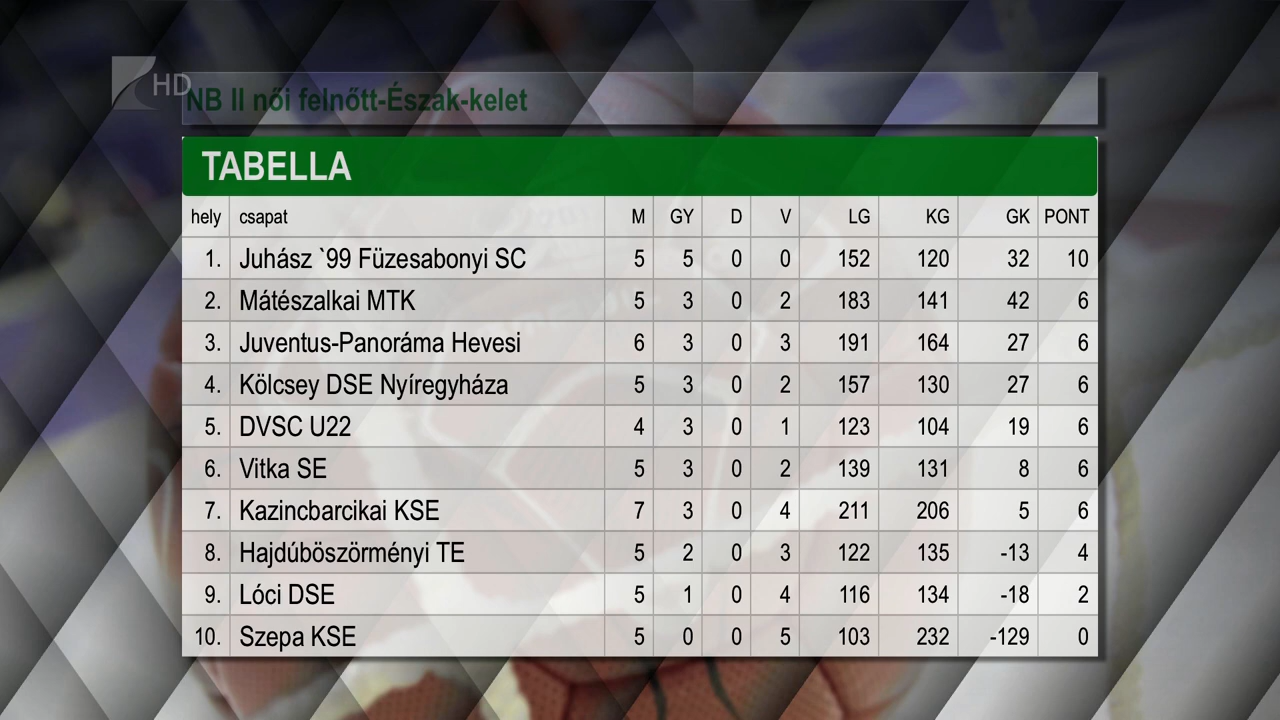 HD
NB II női felnőtt-Észak-kelet
TABELLA
hely csapat M GY D V LG KG GK PONT
1. Juhász `99 Füzesabonyi SC 5 5 0 0 152 120 32 10
2. Mátészalkai MTK 5 3 0 2 183 141 42 6
3. Juventus-Panoráma Hevesi 6 3 0 3 191 164 27 6
4. Kölcsey DSE Nyíregyháza 5 3 0 2 157 130 27 6
5. DVSC U22 4 3 0 1 123 104 19 6
6. Vitka SE 5 3 0 2 139 131 8 6
7. Kazincbarcikai KSE 7 3 0 4 211 206 5 6
8. Hajdúböszörményi TE 5 2 0 3 122 135 -13 4
9. Lóci DSE 5 1 0 4 116 134 -18 2
10. Szepa KSE 5 0 0 5 103 232 -129 0